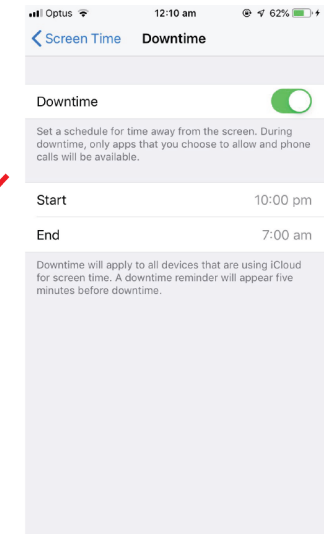 Optus 12:10 am 62%
Screen Time Downtime
Downtime
Set a schedule for time away from the screen. During
downtime, only apps that you choose to allow and phone
calls will be available.
Start 10:00 pm
End 7:00 am
Downtime will apply to all devices that are using iCloud
for screen time. A downtime reminder will appear five
minutes before downtime.